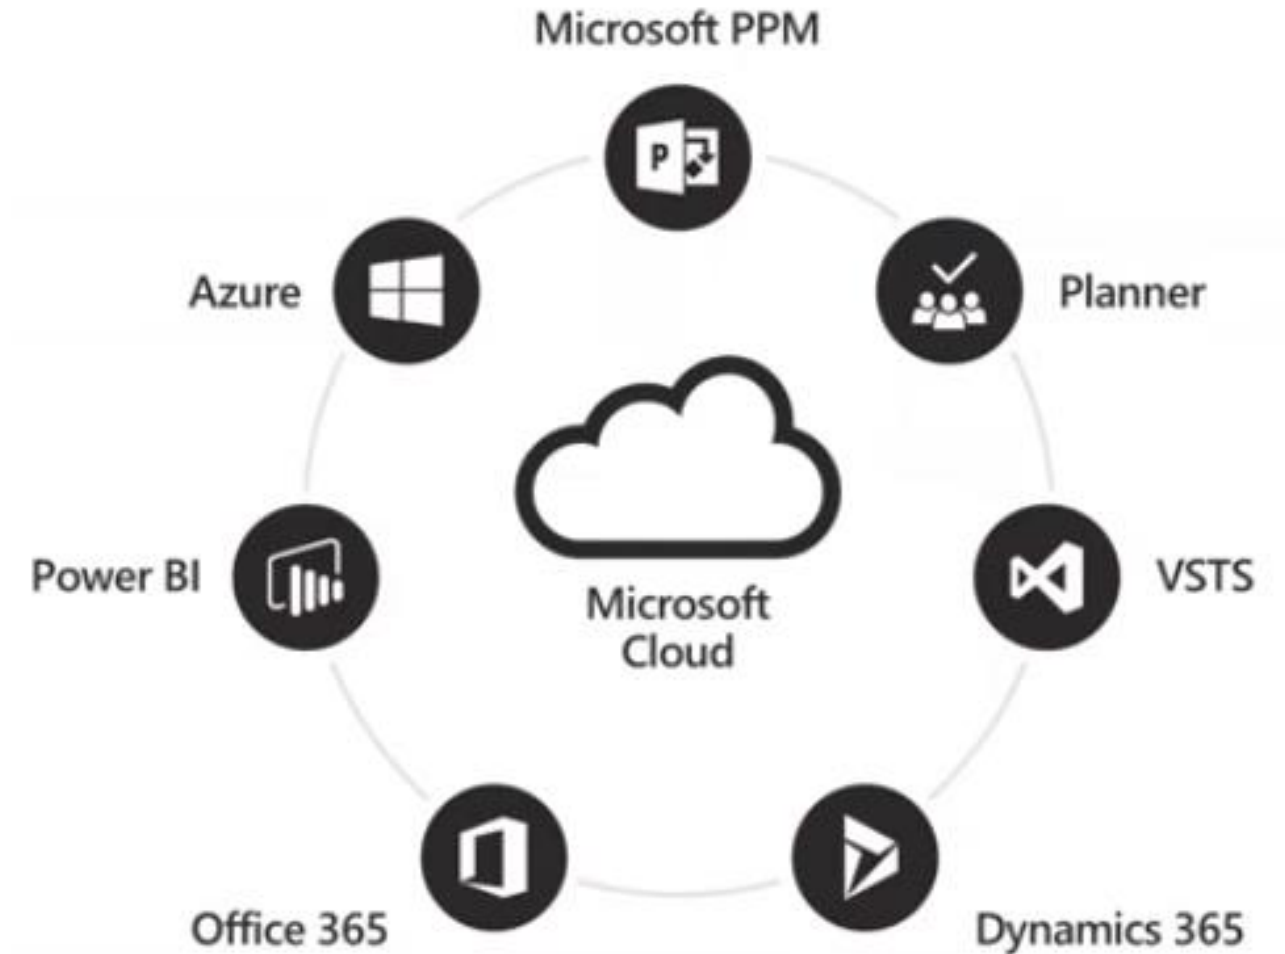 Microsoft PPM
P
Azure
Planner
Power BI
VSTS
Microsoft
Cloud
Office 365
Dynamics 365